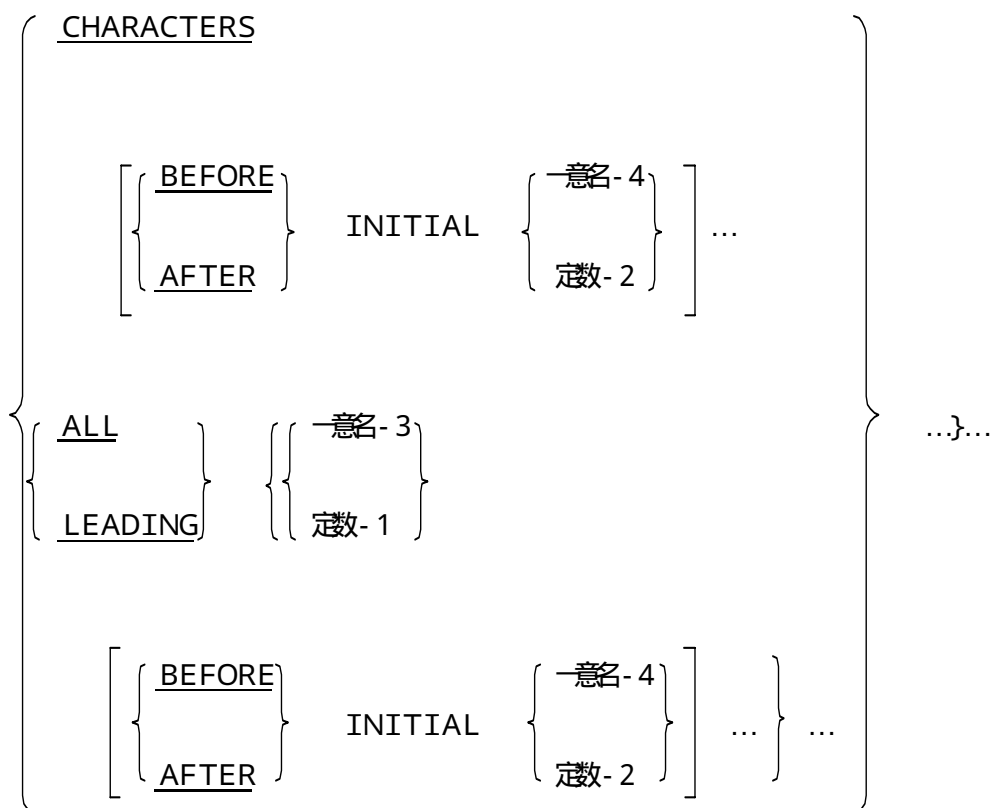 CHARACTERS
BEFORE 一意名-4
INITIAL …
AFTER 定数-2
ALL 一意名-3
…}…
LEADING 定数-1
BEFORE 一意名-4
INITIAL … …
AFTER 定数-2